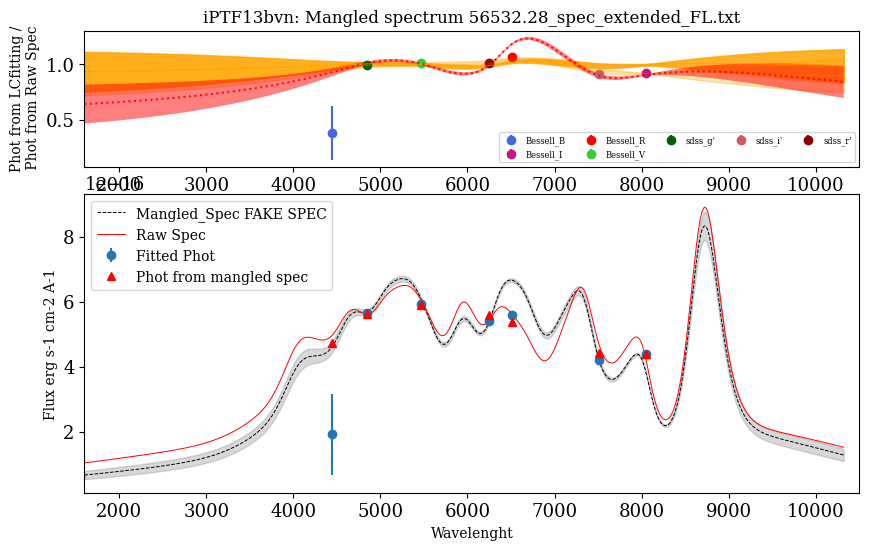 iPTF13bvn: Mangled spectrum 56532.28_spec_extended_FL.txt
Phot from LCfitting /
Phot from Raw Spec
1.0
0.5
Bessell_B
Bessell_R
sdss_g'
sdss_i'
sdss_r'
Bessell_I
Bessell_V
2000 3000 4000 5000 6000 7000 8000 9000 10000
1e−16
Mangled_Spec FAKE SPEC
Raw Spec
Fitted Phot
Phot from mangled spec
Flux erg s-1 cm-2 A-1
8
6
4
2
2000 3000 4000 5000 6000 7000 8000 9000 10000
Wavelenght